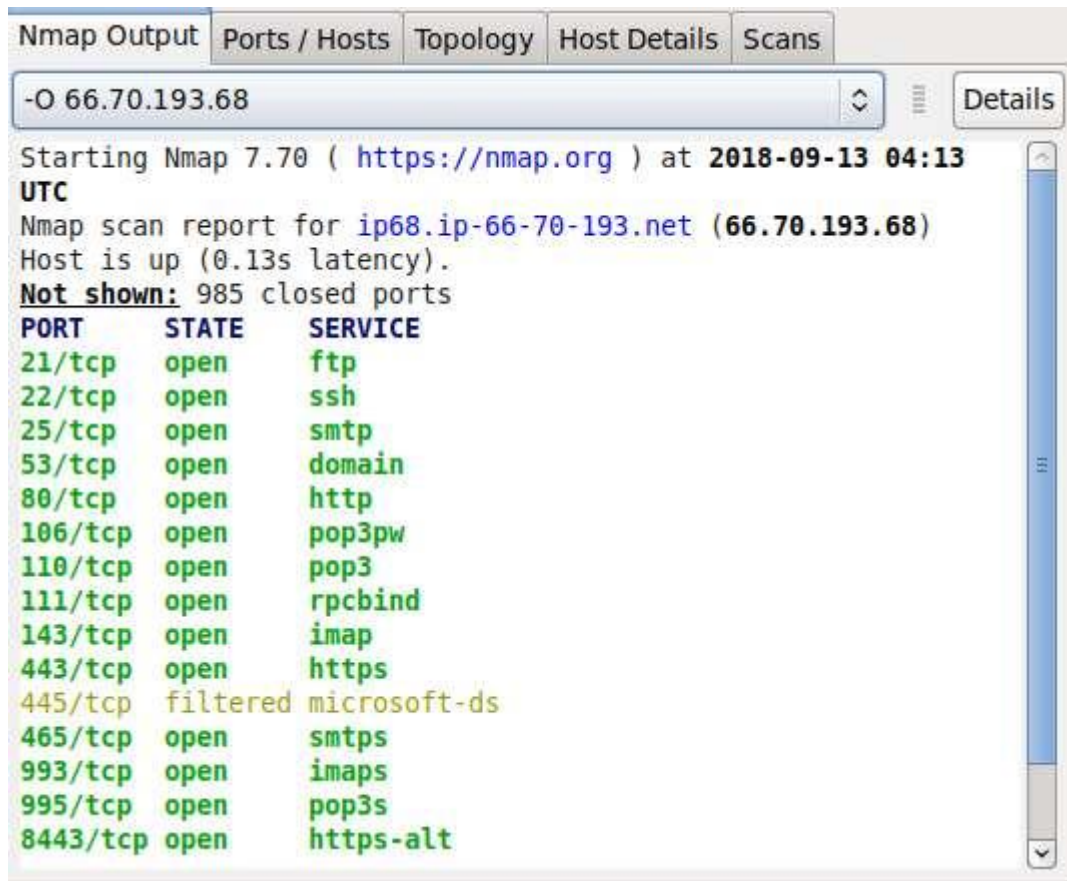 Nmap Output Ports / Hosts Topology Host Details Scans
-O 66.70.193.68 Details
Starting Nmap 7.70 ( https://nmap.org ) at 2018-09-13 04:13
UTC
Nmap scan report for ip68.ip-66-70-193.net (66.70.193.68)
Host is up (0.13s latency).
Not shown: 985 closed ports
PORT STATE SERVICE
21/tcp open ftp
22/tcp open ssh
25/tcp open smtp
53/tcp open domain
80/tcp open http
106/tcp open pop3pw
110/tcp open pop3
111/tcp open rpcbind
143/tcp open imap
443/tcp open https
445/tcp filtered microsoft-ds
465/tcp open smtps
993/tcp open imaps
995/tcp open pop3s
8443/tcp open https-alt